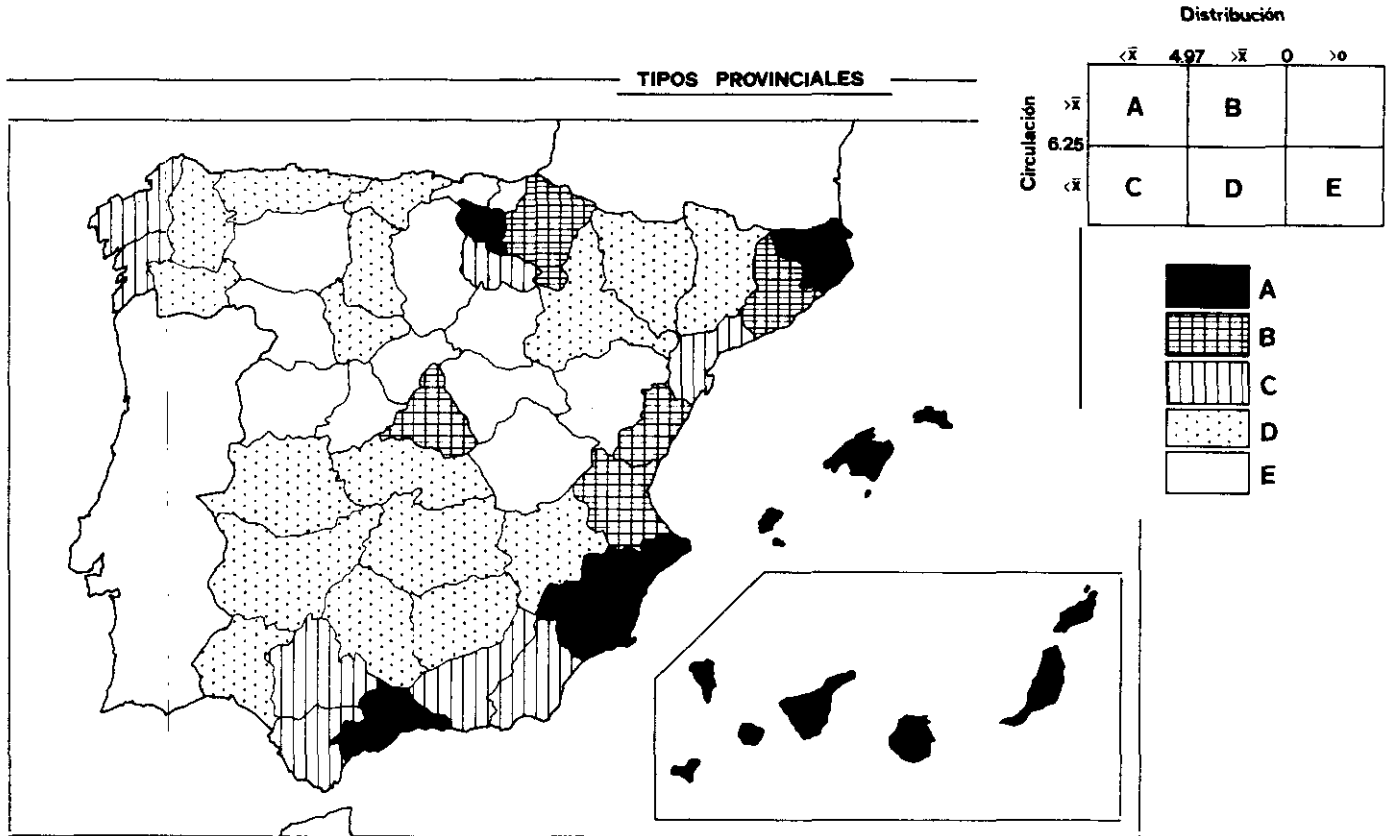 Distribución
<x̄ 4.97 >x̄ 0 >0
TIPOS PROVINCIALES
Circulación
>x̄ A B
6.25
<x̄ C D E
A
B
C
D
E